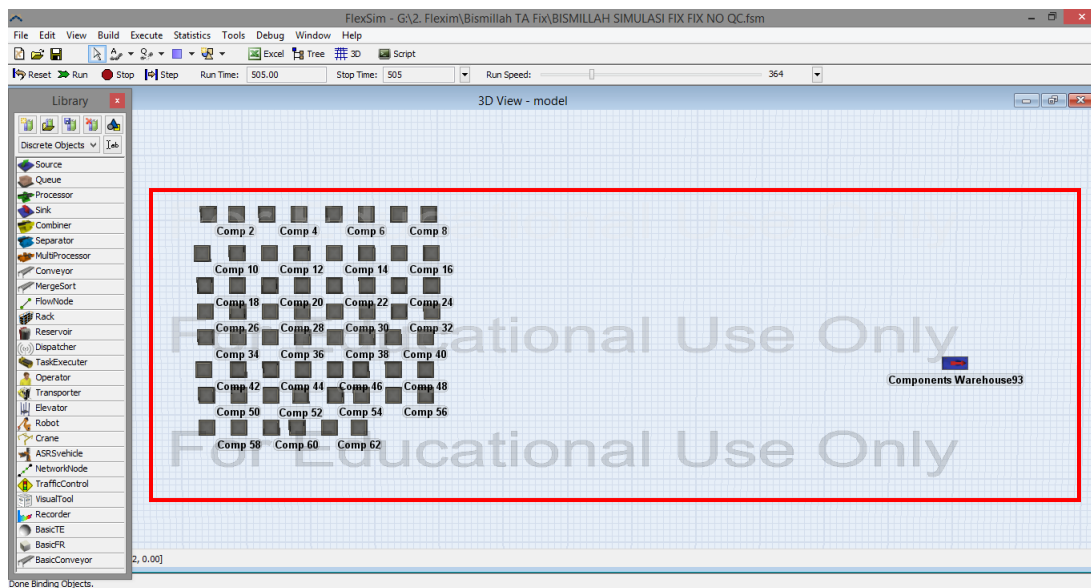 FlexSim - G:\2. Flexim\Bismillah TA Fix\BISMILLAH SIMULASI FIX FIX NO QC.fsm
File Edit View Build Execute Statistics Tools Debug Window Help
Excel Tree 3D Script
Reset Run Stop Step Run Time: 505.00 Stop Time: 505 Run Speed: 364
Library
3D View - model
Discrete Objects
Source
Queue
Processor
Sink
Combiner
Separator
MultiProcessor
Conveyor
MergeSort
FlowNode
Rack
Reservoir
Dispatcher
TaskExecuter
Operator
Transporter
Elevator
Robot
Crane
ASRSvehicle
NetworkNode
TrafficControl
VisualTool
Recorder
BasicTE
BasicFR
BasicConveyor
Comp 2 Comp 4 Comp 6 Comp 8
Comp 10 Comp 12 Comp 14 Comp 16
Comp 18 Comp 20 Comp 22 Comp 24
Comp 26 Comp 28 Comp 30 Comp 32
Comp 34 Comp 36 Comp 38 Comp 40
Comp 42 Comp 44 Comp 46 Comp 48
Comp 50 Comp 52 Comp 54 Comp 56
Comp 58 Comp 60 Comp 62
Components Warehouse93
For Educational Use Only
For Educational Use Only
2, 0.00]
Done Binding Objects.